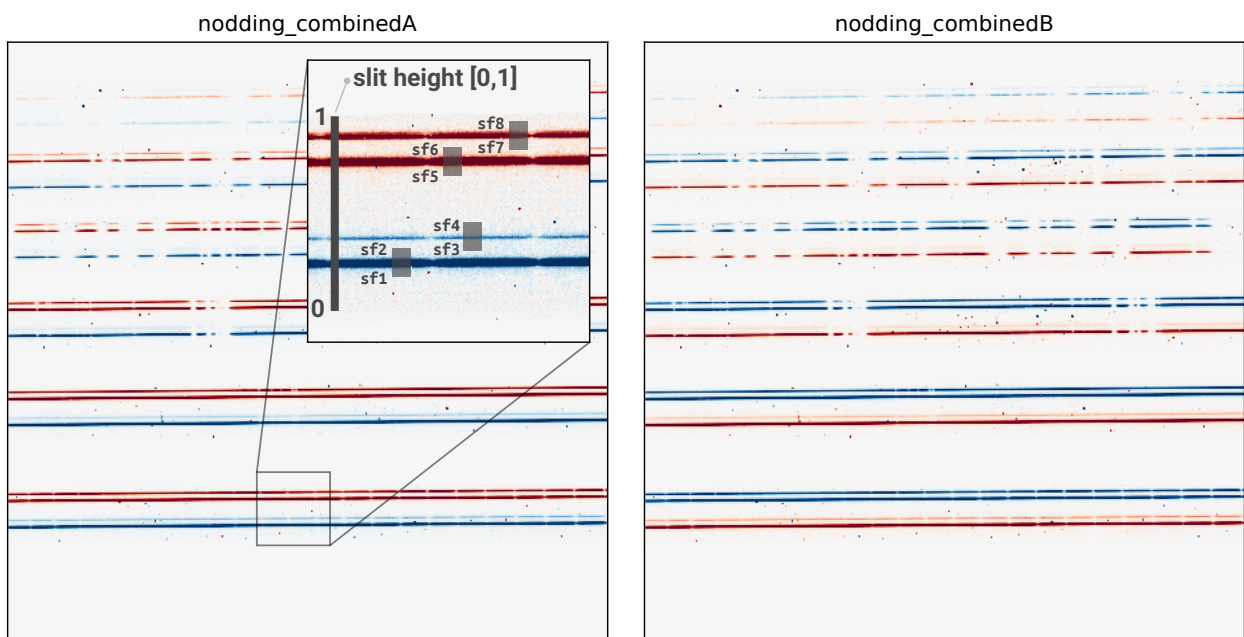 nodding_combinedA
nodding_combinedB
slit height [0,1]
1
sf8
sf6
sf7
sf5
sf4
sf2
sf3
sf1
0